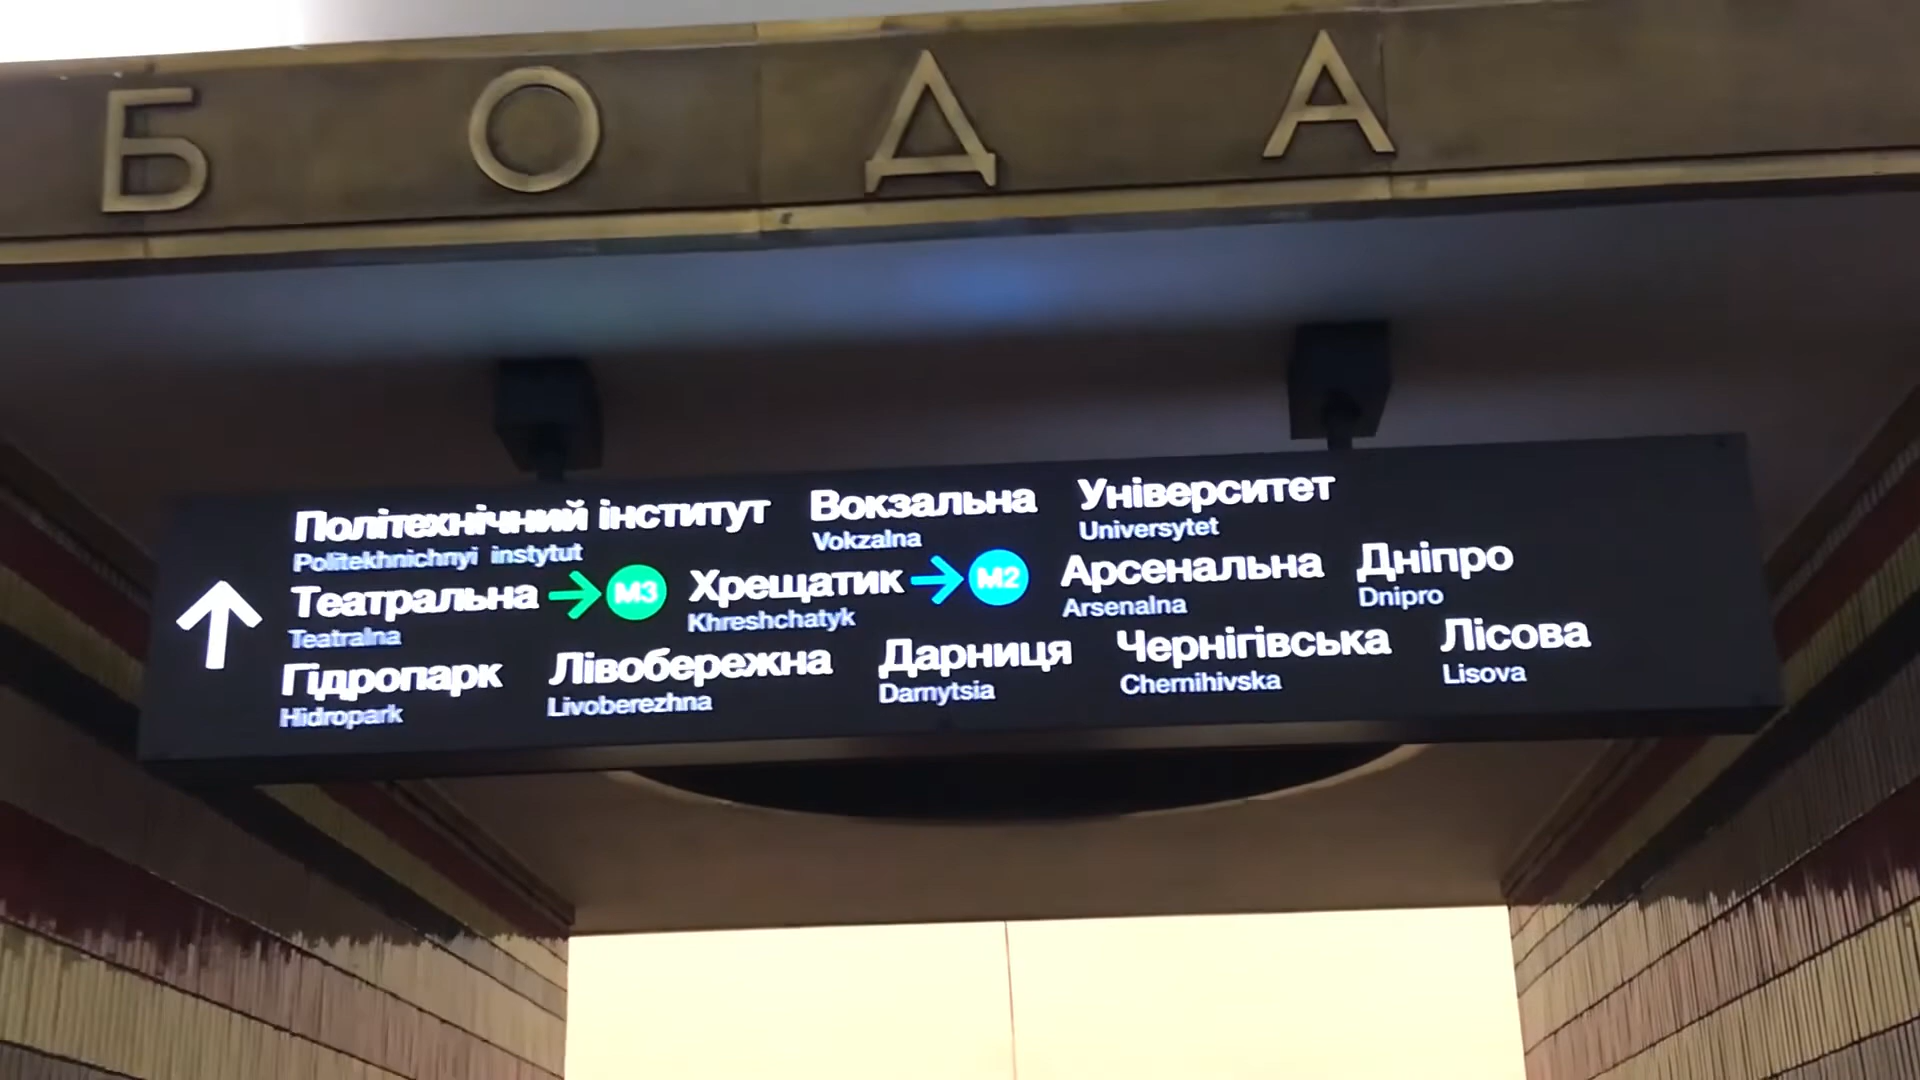 БОДА
Політехнічний інститут Вокзальна Університет
Politekhnichnyi instytut Vokzalna Universytet
Театральна → M3 Хрещатик → M2 Арсенальна Дніпро
Teatralna Khreshchatyk Arsenalna Dnipro
Гідропарк Лівобережна Дарниця Чернігівська Лісова
Hidropark Livoberezhna Darnytsia Chernihivska Lisova